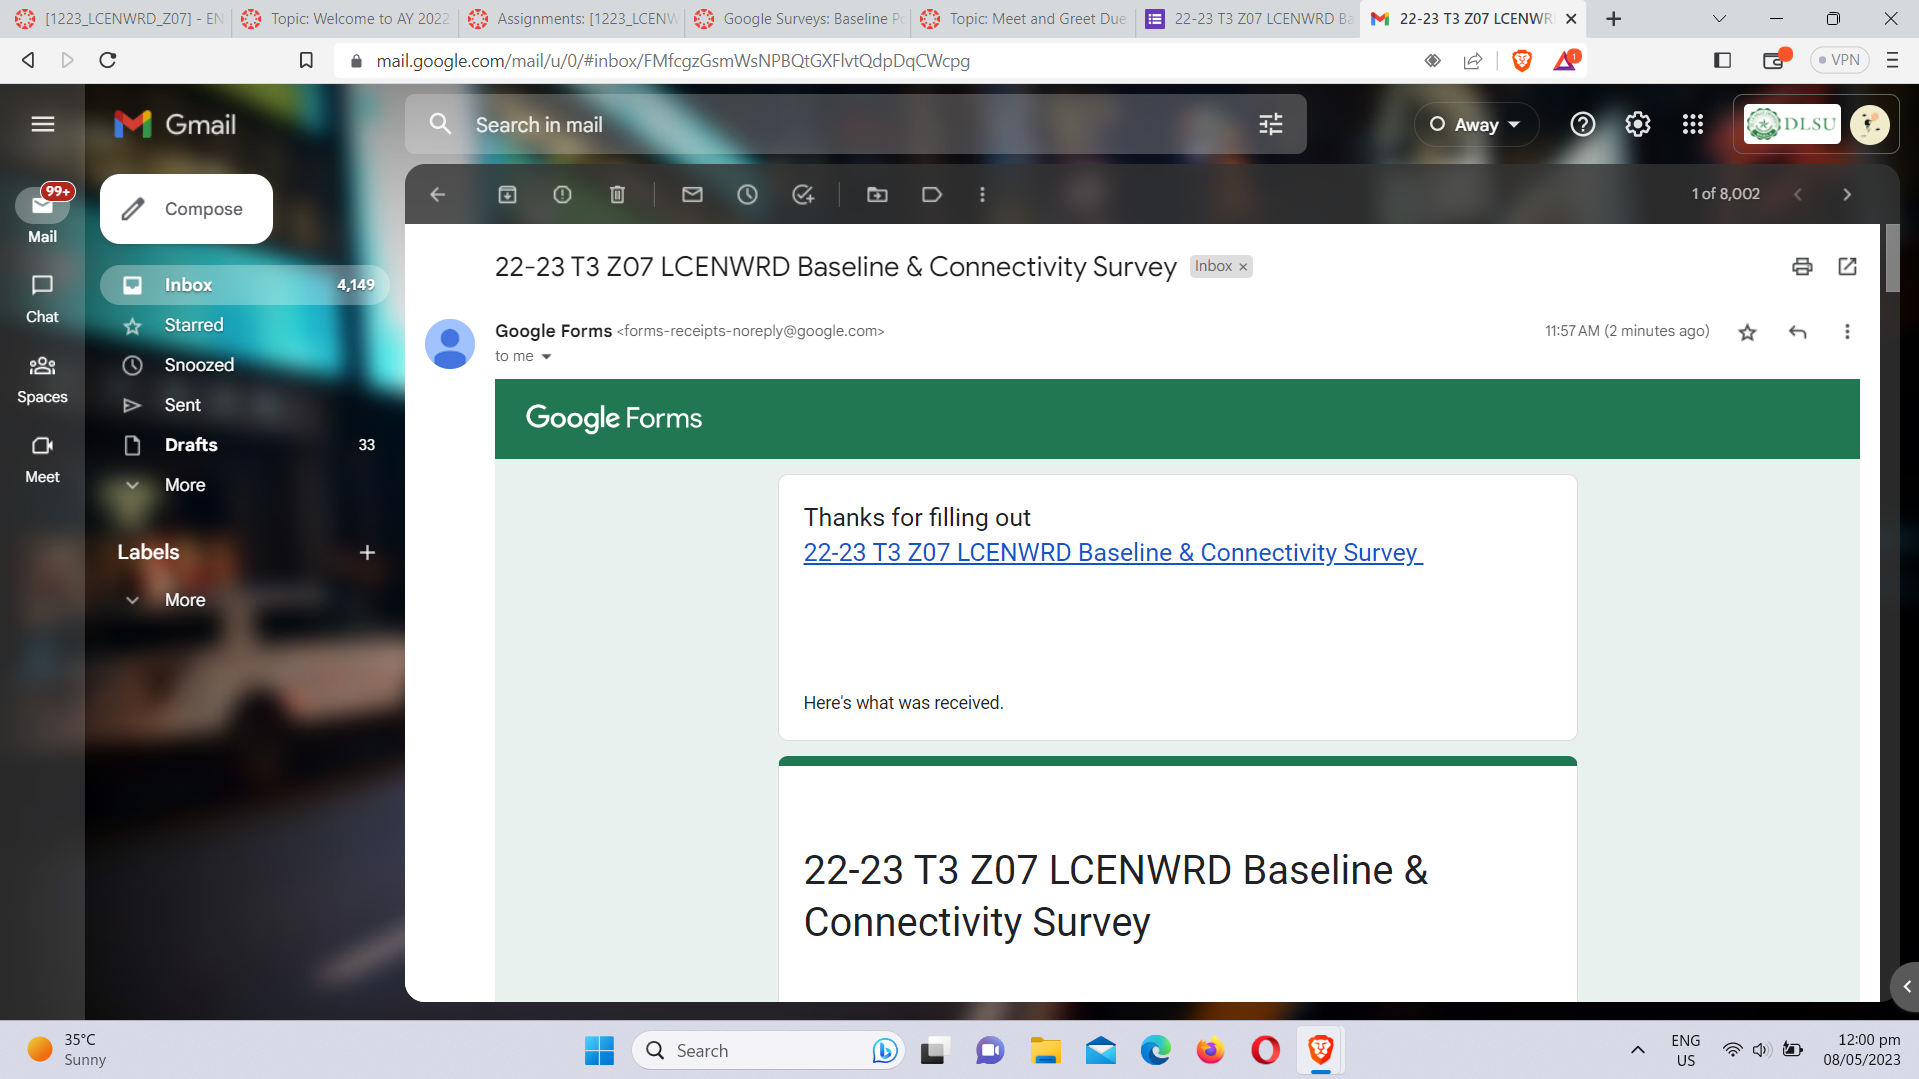 [1223_LCENWRD_Z07] - EN
Topic: Welcome to AY 2022
Assignments: [1223_LCENW
Google Surveys: Baseline Po
Topic: Meet and Greet Due
22-23 T3 Z07 LCENWRD Ba
22-23 T3 Z07 LCENWR
mail.google.com/mail/u/0/#inbox/FMfcgzGsmWsNPBQtGXFlvtQdpDqCWcpg
1
VPN
Gmail
Search in mail
Away
DLSU
99+
Mail
Compose
1 of 8,002
Chat
Spaces
Meet
Inbox 4,149
Starred
Snoozed
Sent
Drafts 33
More
Labels
More
22-23 T3 Z07 LCENWRD Baseline & Connectivity Survey
Inbox ×
Google Forms <forms-receipts-noreply@google.com>
11:57 AM (2 minutes ago)
to me
Google Forms
Thanks for filling out
22-23 T3 Z07 LCENWRD Baseline & Connectivity Survey
Here's what was received.
22-23 T3 Z07 LCENWRD Baseline &
Connectivity Survey
35°C
Sunny
Search
ENG
US
12:00 pm
08/05/2023